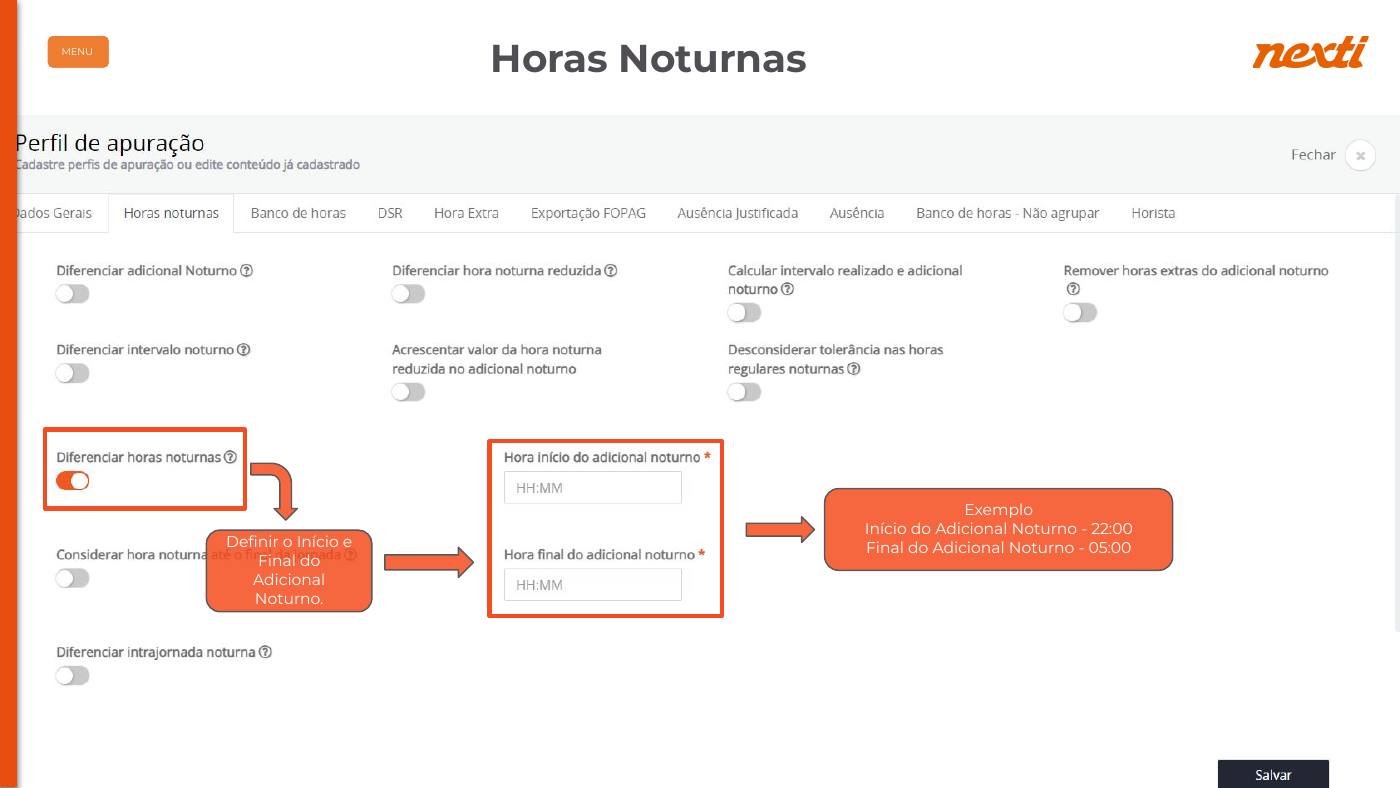 MENU
Horas Noturnas
nexti
Perfil de apuração
Cadastre perfis de apuração ou edite conteúdo já cadastrado
Fechar
Dados Gerais
Horas noturnas
Banco de horas
DSR
Hora Extra
Exportação FOPAG
Ausência Justificada
Ausência
Banco de horas - Não agrupar
Horista
Diferenciar adicional Noturno
Diferenciar hora noturna reduzida
Calcular intervalo realizado e adicional
noturno
Remover horas extras do adicional noturno
Diferenciar intervalo noturno
Acrescentar valor da hora noturna
reduzida no adicional noturno
Desconsiderar tolerância nas horas
regulares noturnas
Diferenciar horas noturnas
Hora início do adicional noturno *
HH:MM
Exemplo
Início do Adicional Noturno - 22:00
Final do Adicional Noturno - 05:00
Definir o Início e
Final do
Adicional
Noturno.
Considerar hora noturna até o final da jornada
Hora final do adicional noturno *
HH:MM
Diferenciar intrajornada noturna
Salvar